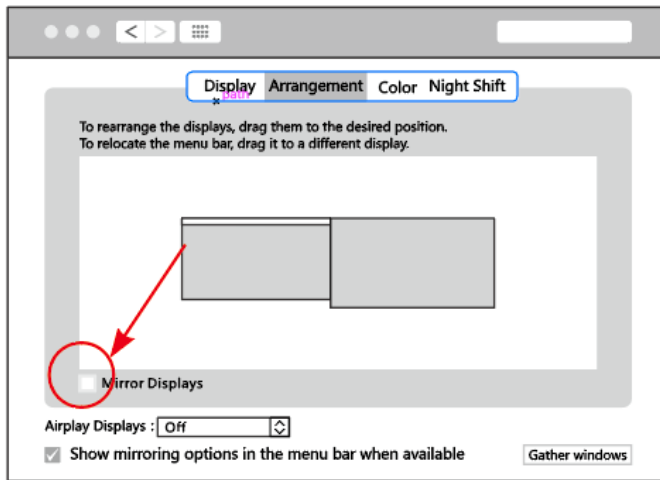 Display Arrangement Color Night Shift
path
To rearrange the displays, drag them to the desired position.
To relocate the menu bar, drag it to a different display.
Mirror Displays
Airplay Displays : Off
Show mirroring options in the menu bar when available
Gather windows